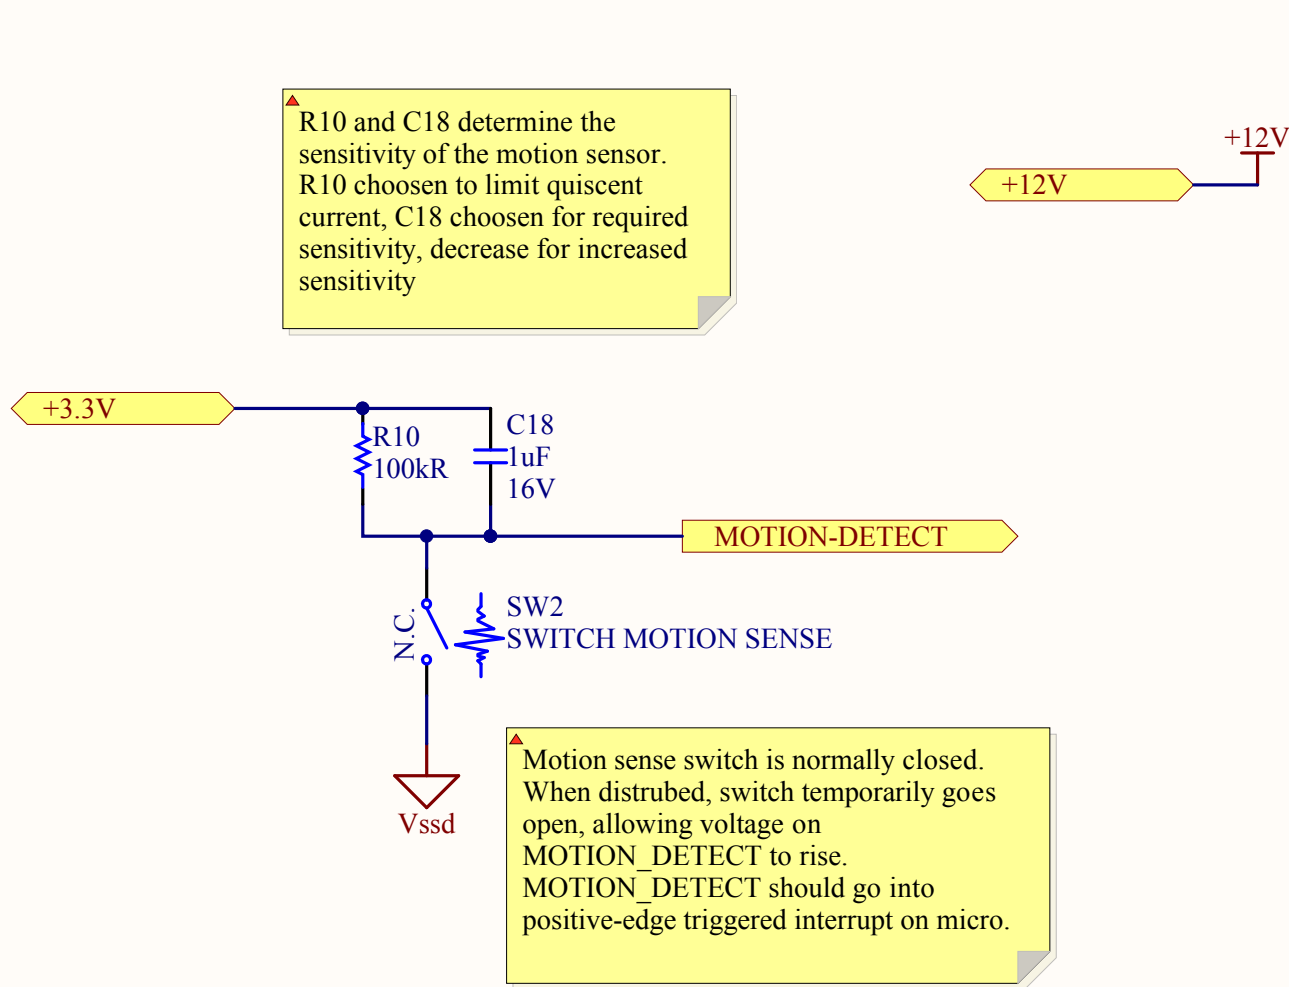 R10 and C18 determine the
sensitivity of the motion sensor.
R10 choosen to limit quiscent
current, C18 choosen for required
sensitivity, decrease for increased
sensitivity
+12V
+12V
+3.3V
R10
100kR
C18
1uF
16V
MOTION-DETECT
N.C.
SW2
SWITCH MOTION SENSE
Vssd
Motion sense switch is normally closed.
When distrubed, switch temporarily goes
open, allowing voltage on
MOTION_DETECT to rise.
MOTION_DETECT should go into
positive-edge triggered interrupt on micro.